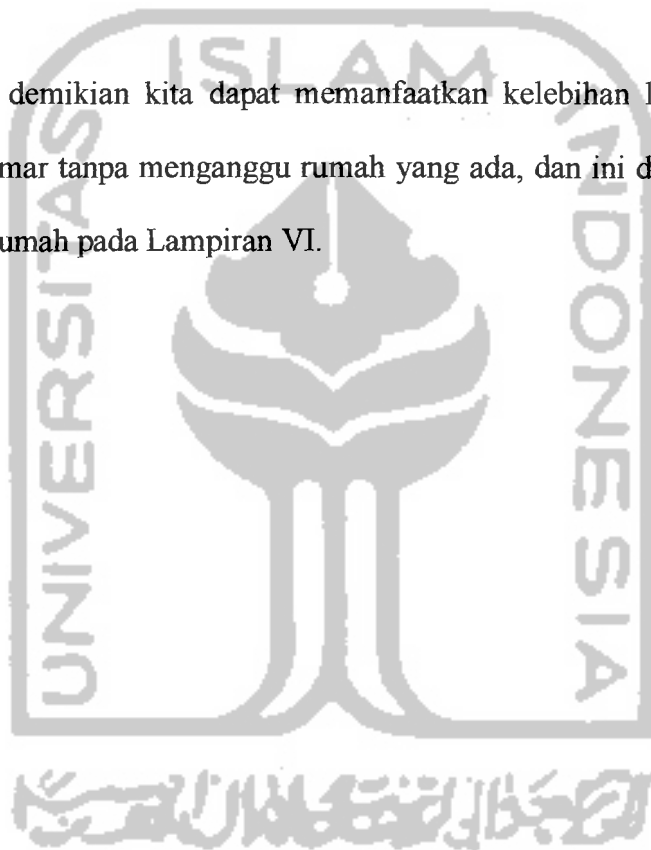 ISLAM
UNIVERSITAS
INDONESIA
demikian kita dapat memanfaatkan kelebihan
mar tanpa menganggu rumah yang ada, dan ini d
umah pada Lampiran VI.